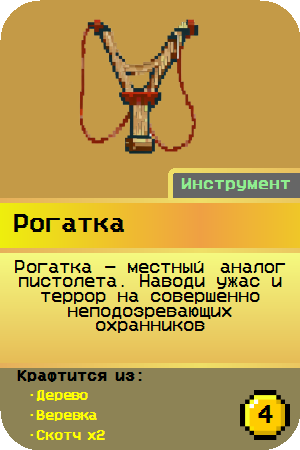 Инструмент
Рогатка
Рогатка — местный аналог
пистолета. Наводи ужас и
террор на совершенно
неподозревающих
охранников
Крафтится из:
·Дерево
·Веревка
·Скотч x2
4